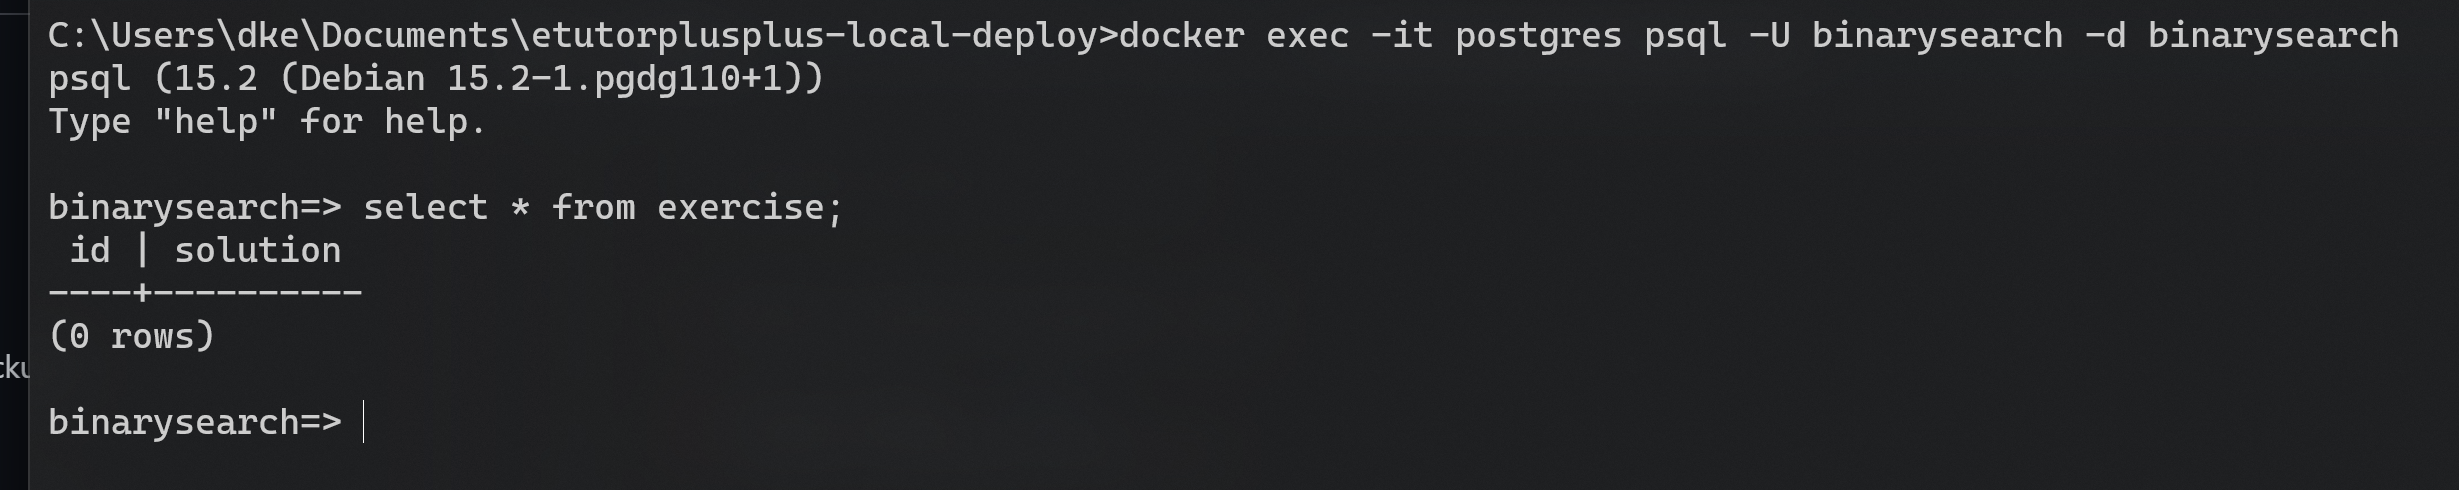 C:\Users\dke\Documents\etutorplusplus-local-deploy>docker exec -it postgres psql -U binarysearch -d binarysearch
psql (15.2 (Debian 15.2-1.pgdg110+1))
Type "help" for help.
binarysearch=> select * from exercise;
 id | solution
----+----------
(0 rows)
binarysearch=>